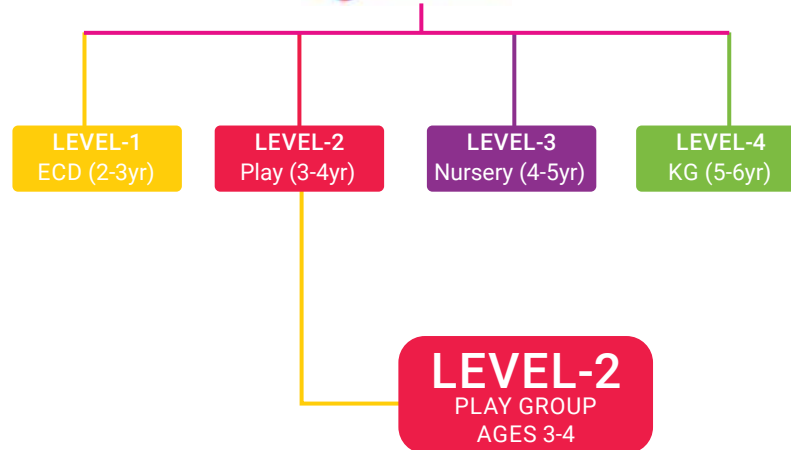 LEVEL-1
ECD (2-3yr)
LEVEL-2
Play (3-4yr)
LEVEL-3
Nursery (4-5yr)
LEVEL-4
KG (5-6yr)
LEVEL-2
PLAY GROUP
AGES 3-4